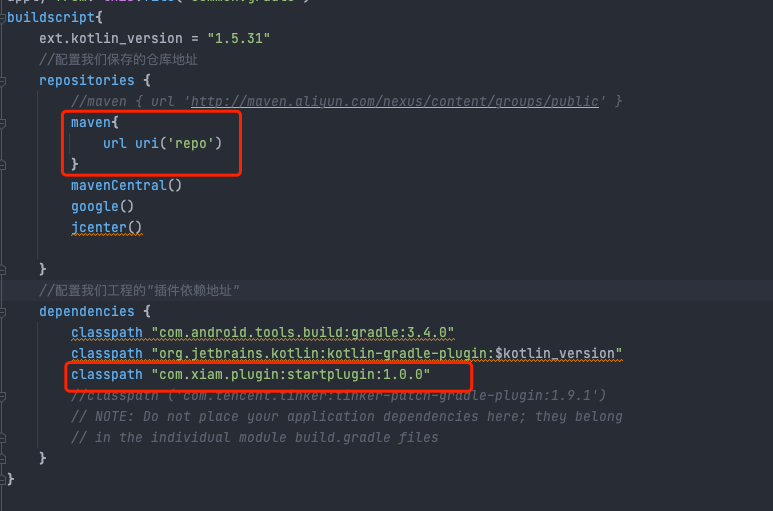 buildscript{
ext.kotlin_version = "1.5.31"
//配置我们保存的仓库地址
repositories {
//maven { url 'http://maven.aliyun.com/nexus/content/groups/public' }
maven{
url uri('repo')
}
mavenCentral()
google()
jcenter()
}
//配置我们工程的"插件依赖地址"
dependencies {
classpath "com.android.tools.build:gradle:3.4.0"
classpath "org.jetbrains.kotlin:kotlin-gradle-plugin:$kotlin_version"
classpath "com.xiam.plugin:startplugin:1.0.0"
//classpath ('com.tencent.tinker:tinker-patch-gradle-plugin:1.9.1')
// NOTE: Do not place your application dependencies here; they belong
// in the individual module build.gradle files
}
}